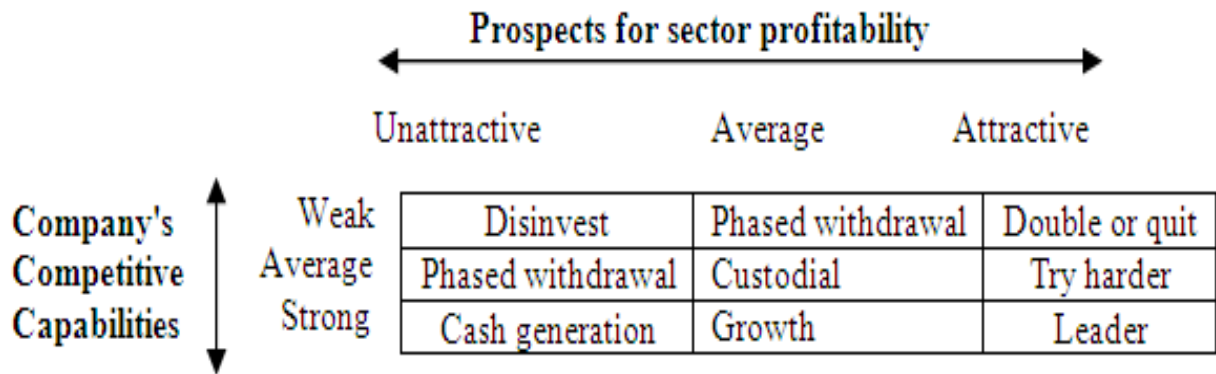 Prospects for sector profitability
Unattractive Average Attractive
Company's Weak Disinvest Phased withdrawal Double or quit
Competitive Average Phased withdrawal Custodial Try harder
Capabilities Strong Cash generation Growth Leader